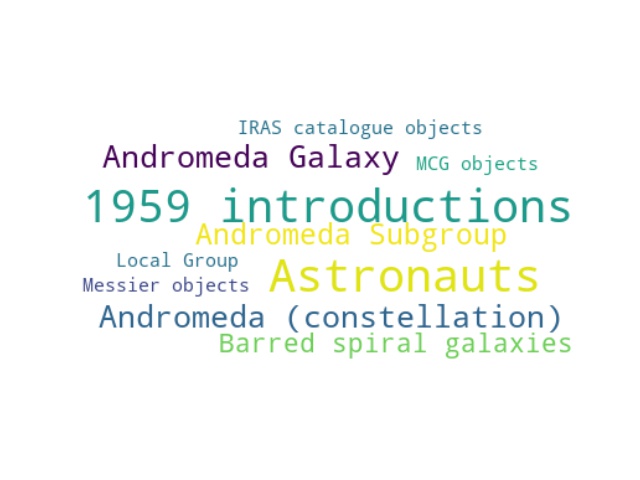 IRAS catalogue objects
Andromeda Galaxy
MCG objects
1959 introductions
Andromeda Subgroup
Local Group
Astronauts
Messier objects
Andromeda (constellation)
Barred spiral galaxies